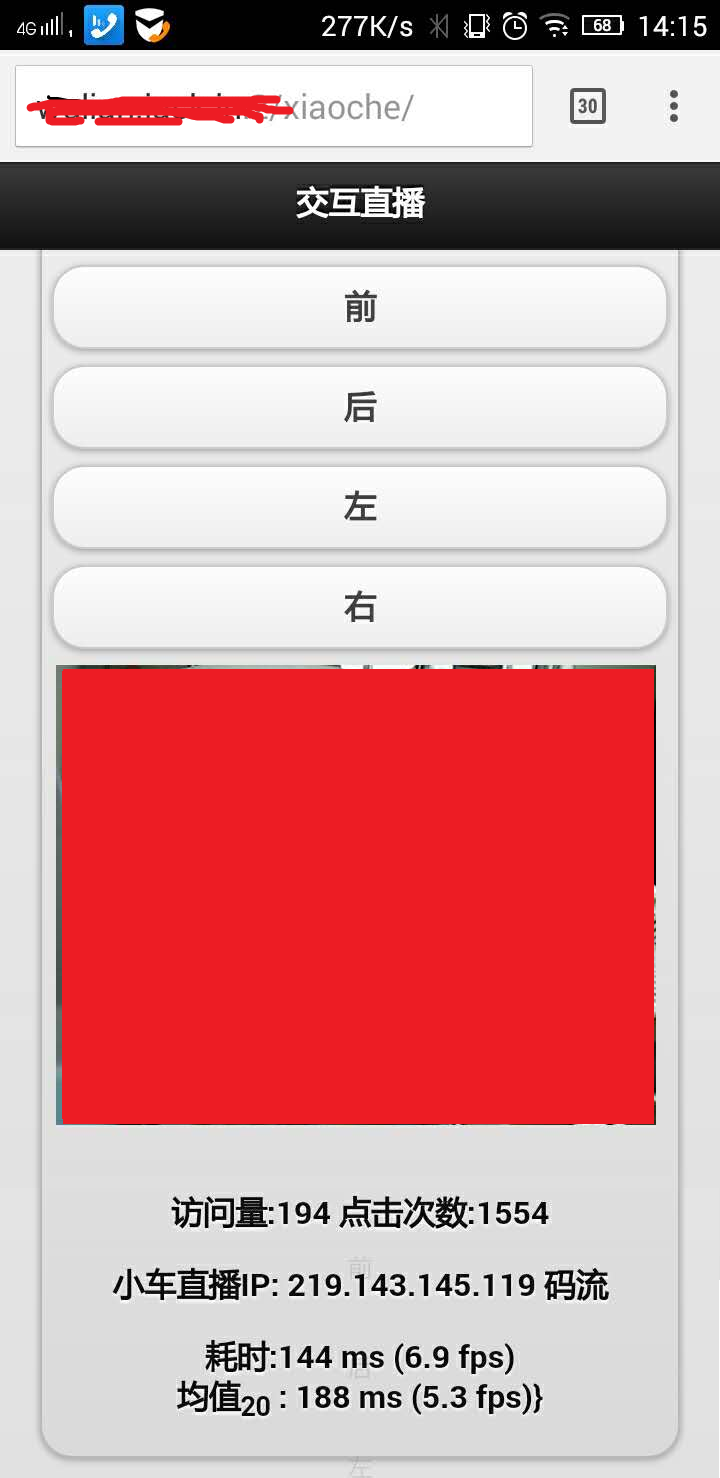 4G 277K/s 68 14:15
/xiaoche/ 30
交互直播
前
后
左
右
访问量:194 点击次数:1554
前
小车直播IP: 219.143.145.119 码流
耗时:144 ms (6.9 fps)
后
均值20 : 188 ms (5.3 fps)}
左